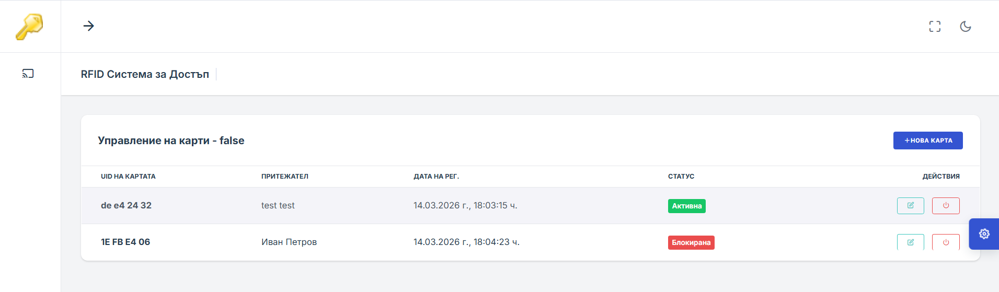 RFID Система за Достъп
Управление на карти - false
+НОВА КАРТА
UID НА КАРТАТА ПРИТЕЖАТЕЛ ДАТА НА РЕГ. СТАТУС ДЕЙСТВИЯ
de e4 24 32 test test 14.03.2026 г., 18:03:15 ч. Активна
1E FB E4 06 Иван Петров 14.03.2026 г., 18:04:23 ч. Блокирана